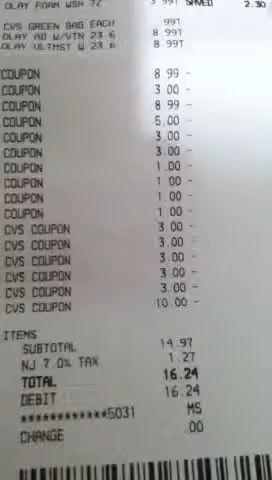 OLAY FOAM WSH 72 3 99T SAVED 2.30
CVS GREEN BAG EACH 99T
OLAY AD W/VTN 23.6 8 99T
OLAY ULTMST W 23.6 8 99T
COUPON 8 99 -
COUPON 3 00 -
COUPON 8 99 -
COUPON 5.00 -
COUPON 3.00 -
COUPON 3 00 -
COUPON 1 00 -
COUPON 1 00 -
COUPON 1 00 -
COUPON 1 00 -
CVS COUPON 3 00 -
CVS COUPON 3.00 -
CVS COUPON 3.00 -
CVS COUPON 3.00 -
CVS COUPON 3.00 -
CVS COUPON 10.00 -
ITEMS
SUBTOTAL 14.97
NJ 7.0% TAX 1.27
TOTAL 16.24
DEBIT 16.24
************5031 MS
CHANGE .00